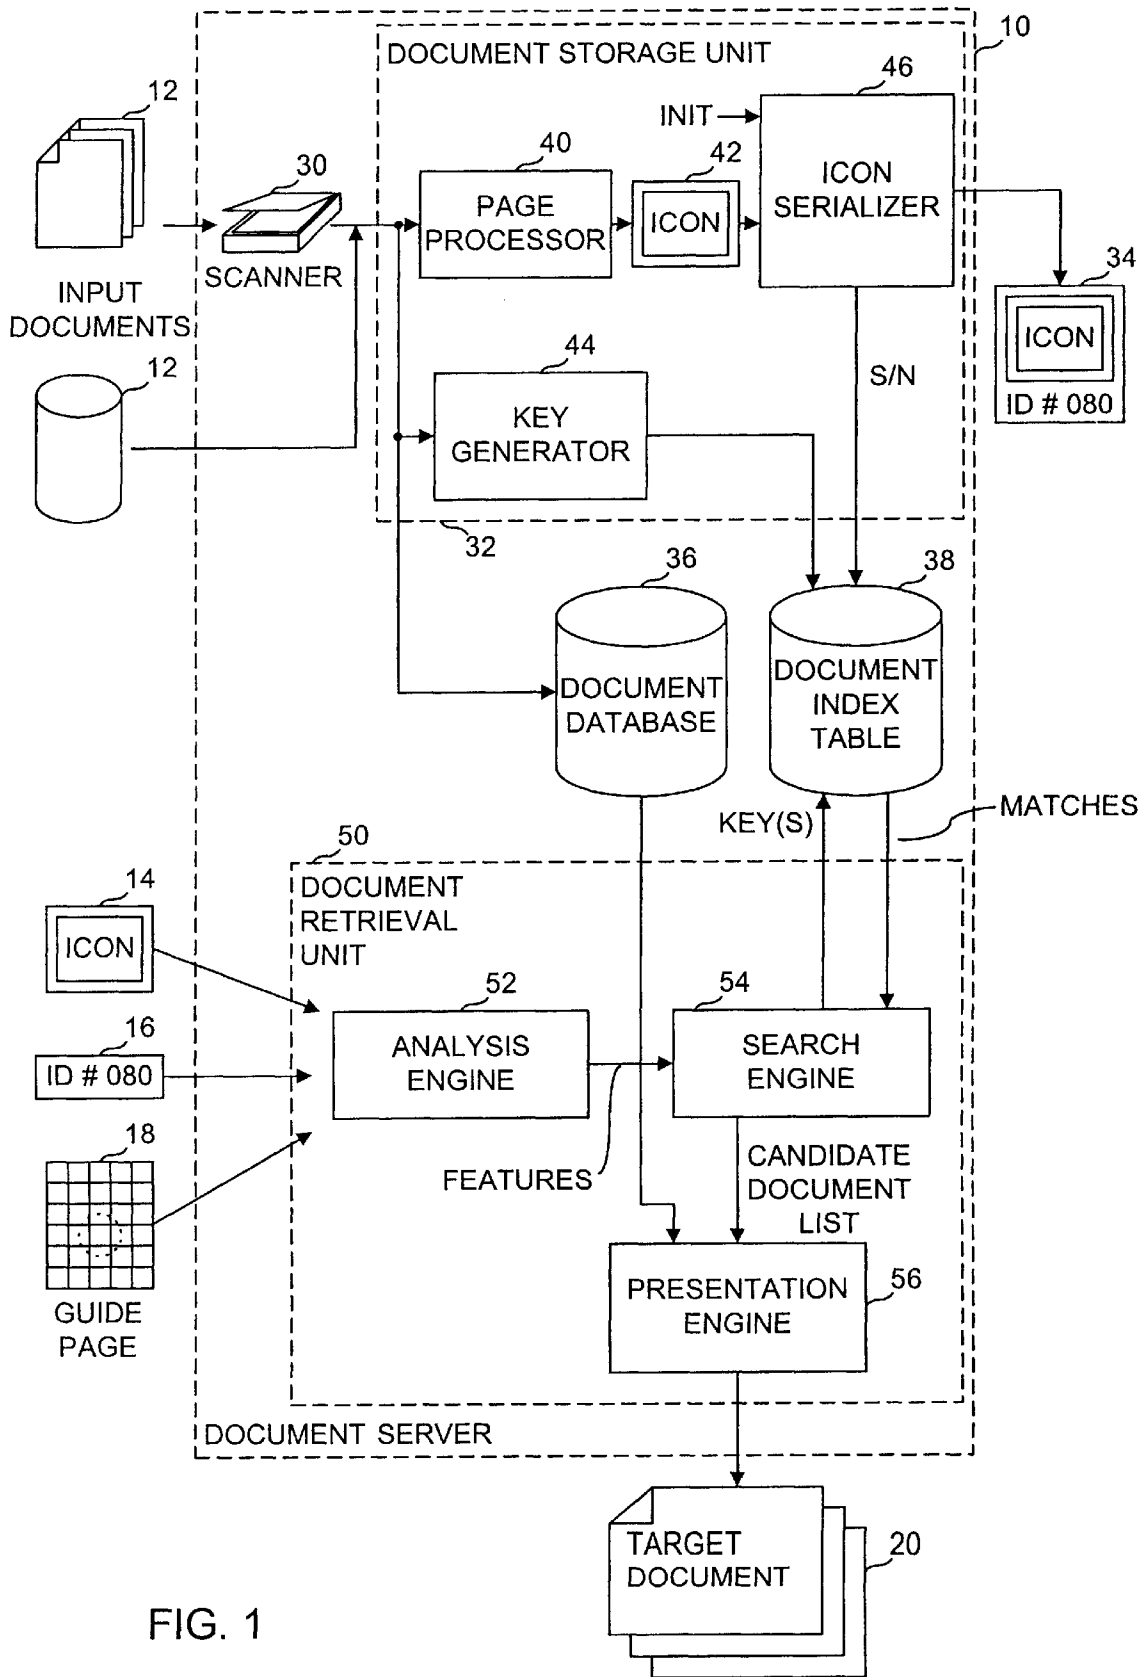 10
DOCUMENT STORAGE UNIT
12
46
INIT
30
40
42
PAGE
PROCESSOR
ICON
ICON
SERIALIZER
SCANNER
INPUT
DOCUMENTS
34
ICON
ID # 080
12
44
S/N
KEY
GENERATOR
32
36
38
DOCUMENT
DATABASE
DOCUMENT
INDEX
TABLE
KEY(S)
MATCHES
50
DOCUMENT
RETRIEVAL
UNIT
14
ICON
52
54
ANALYSIS
ENGINE
SEARCH
ENGINE
16
ID # 080
18
FEATURES
CANDIDATE
DOCUMENT
LIST
GUIDE
PAGE
PRESENTATION
ENGINE
56
DOCUMENT SERVER
TARGET
DOCUMENT
20
FIG. 1